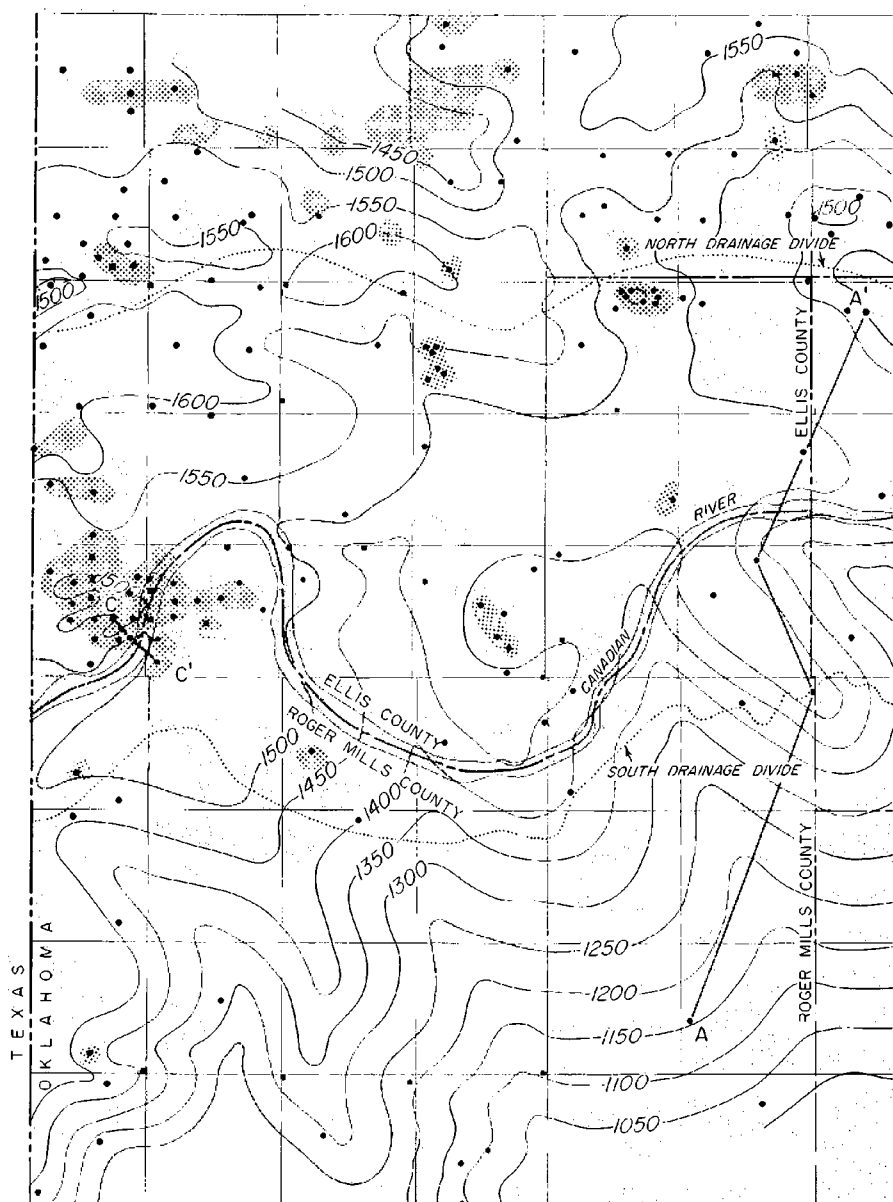 1550
1450
1500
1550
1600
1550
1500
NORTH DRAINAGE DIVIDE
1500
A'
ELLIS COUNTY
1600
1550
RIVER
C
C'
CANADIAN
ELLIS COUNTY
ROGER MILLS COUNTY
1500
1450
1400
SOUTH DRAINAGE DIVIDE
1350
1300
1250
1200
1150
A
1100
1050
ROGER MILLS COUNTY
TEXAS
OKLAHOMA